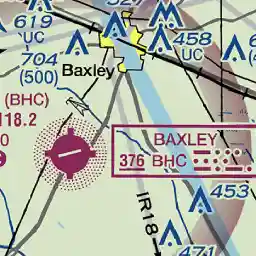 619
UC
458
UC
704
(500)
Baxley
(BHC)
118.2
BAXLEY
376 BHC
453
IR18
471